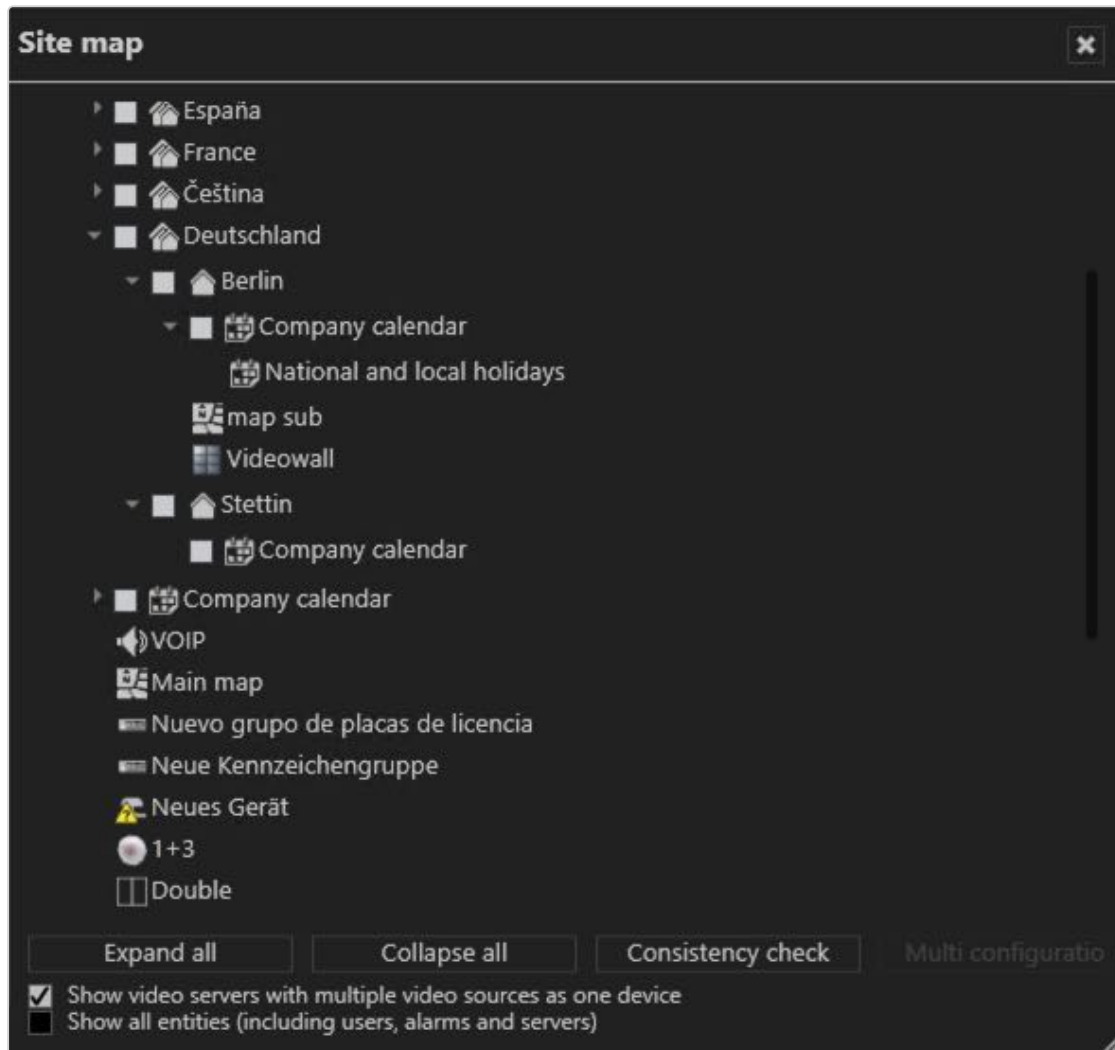 Site map
España
France
Čeština
Deutschland
Berlin
Company calendar
National and local holidays
map sub
Videowall
Stettin
Company calendar
Company calendar
VOIP
Main map
Nuevo grupo de placas de licencia
Neue Kennzeichengruppe
Neues Gerät
1+3
Double
Expand all Collapse all Consistency check Multi configuratio
Show video servers with multiple video sources as one device
Show all entities (including users, alarms and servers)